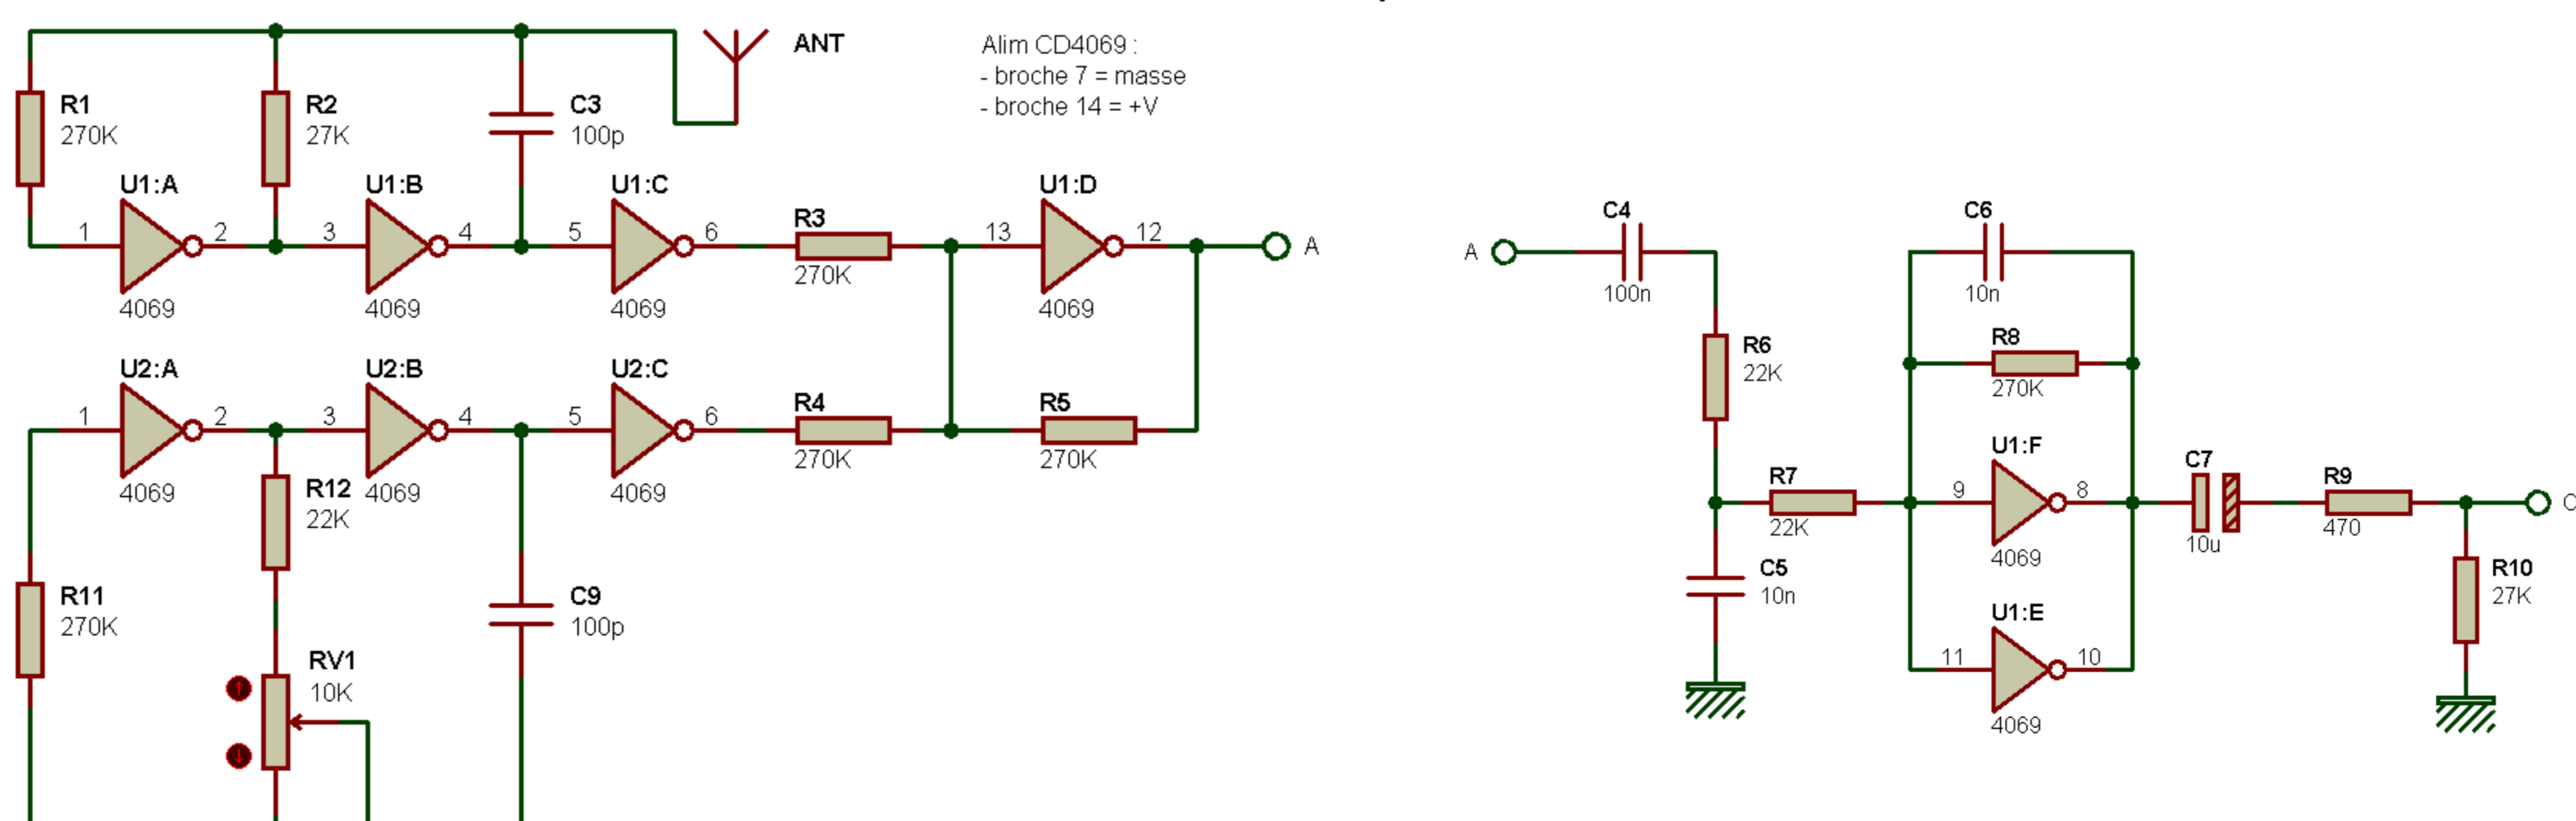 ANT
Alim CD4069 :
- broche 7 = masse
- broche 14 = +V
R1
270K
R2
27K
C3
100p
U1:A
1
2
4069
U1:B
3
4
4069
U1:C
5
6
4069
R3
270K
U1:D
13
12
4069
A
U2:A
1
2
4069
U2:B
3
4
4069
U2:C
5
6
4069
R4
270K
R5
270K
R12
22K
R11
270K
RV1
10K
C9
100p
A
C4
100n
R6
22K
R7
22K
C5
10n
C6
10n
R8
270K
U1:F
9
8
4069
U1:E
11
10
4069
C7
10u
R9
470
R10
27K